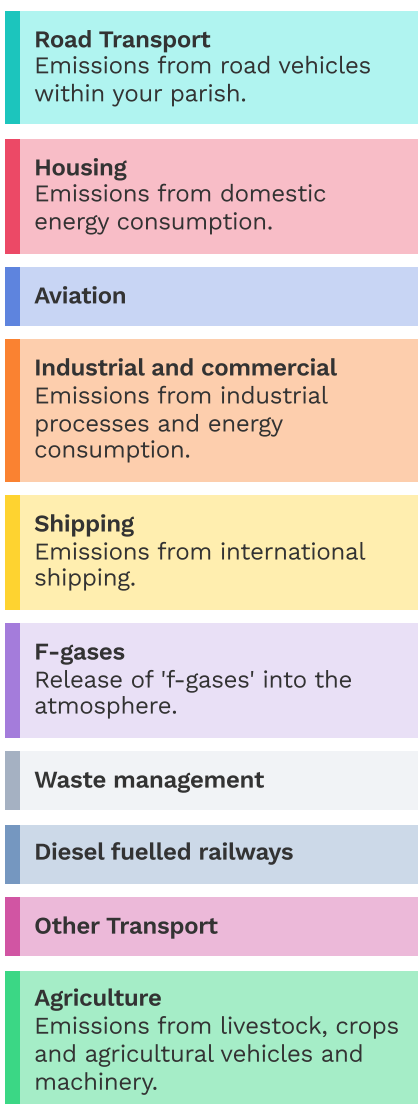 Road Transport
Emissions from road vehicles
within your parish.
Housing
Emissions from domestic
energy consumption.
Aviation
Industrial and commercial
Emissions from industrial
processes and energy
consumption.
Shipping
Emissions from international
shipping.
F-gases
Release of 'f-gases' into the
atmosphere.
Waste management
Diesel fuelled railways
Other Transport
Agriculture
Emissions from livestock, crops
and agricultural vehicles and
machinery.